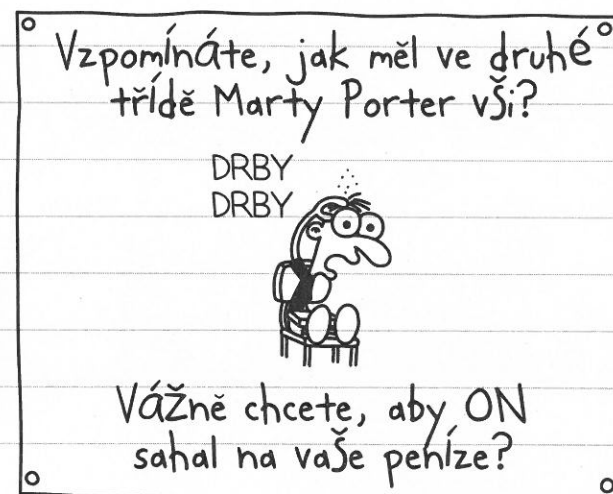 Vzpomínáte, jak měl ve druhé
třídě Marty Porter vši?
DRBY
DRBY
Vážně chcete, aby ON
sahal na vaše peníze?